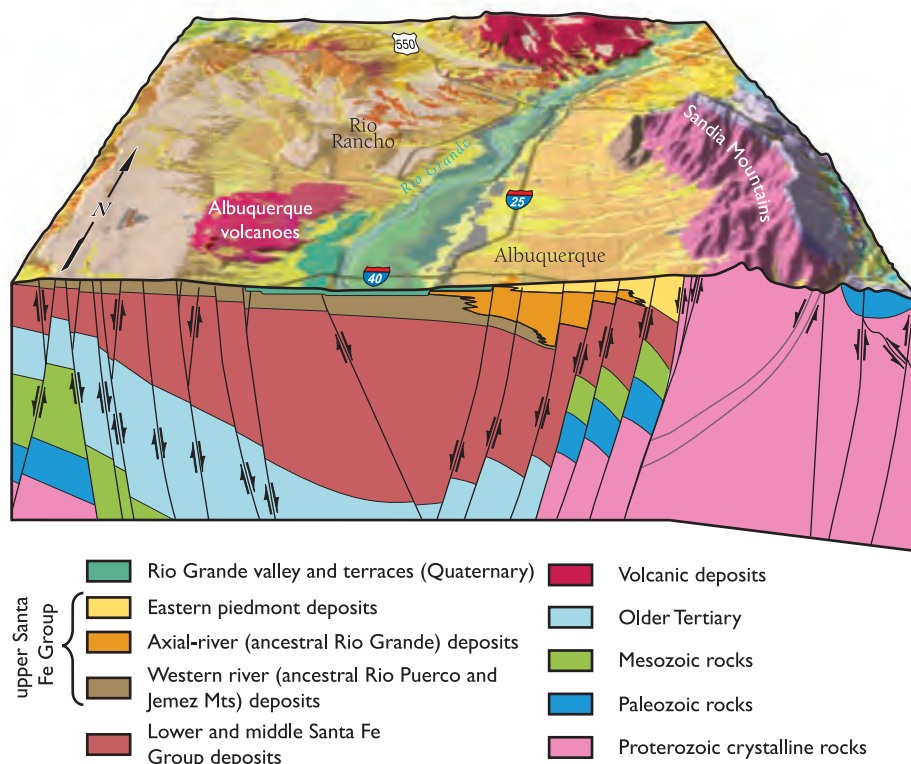 550
Rio
Rancho
Rio Grande
Sandia Mountains
N
Albuquerque
volcanoes
25
Albuquerque
40
upper Santa
Fe Group
Rio Grande valley and terraces (Quaternary)
Eastern piedmont deposits
Axial-river (ancestral Rio Grande) deposits
Western river (ancestral Rio Puerco and
Jemez Mts) deposits
Lower and middle Santa Fe
Group deposits
Volcanic deposits
Older Tertiary
Mesozoic rocks
Paleozoic rocks
Proterozoic crystalline rocks